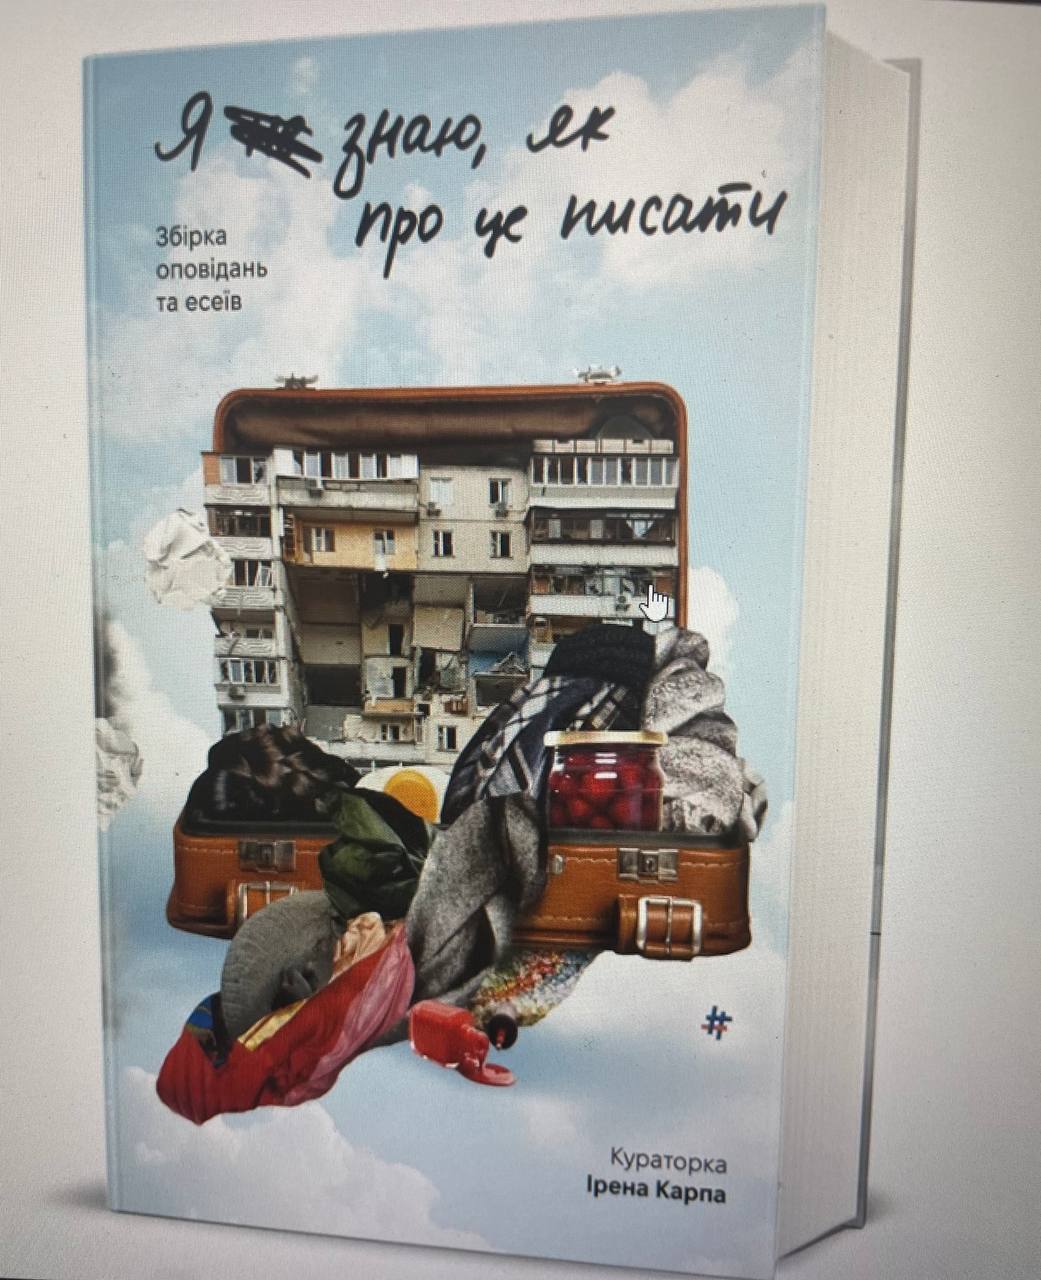 Я знаю, як
про це писати
Збірка
оповідань
та есеїв
#
Кураторка
Ірена Карпа